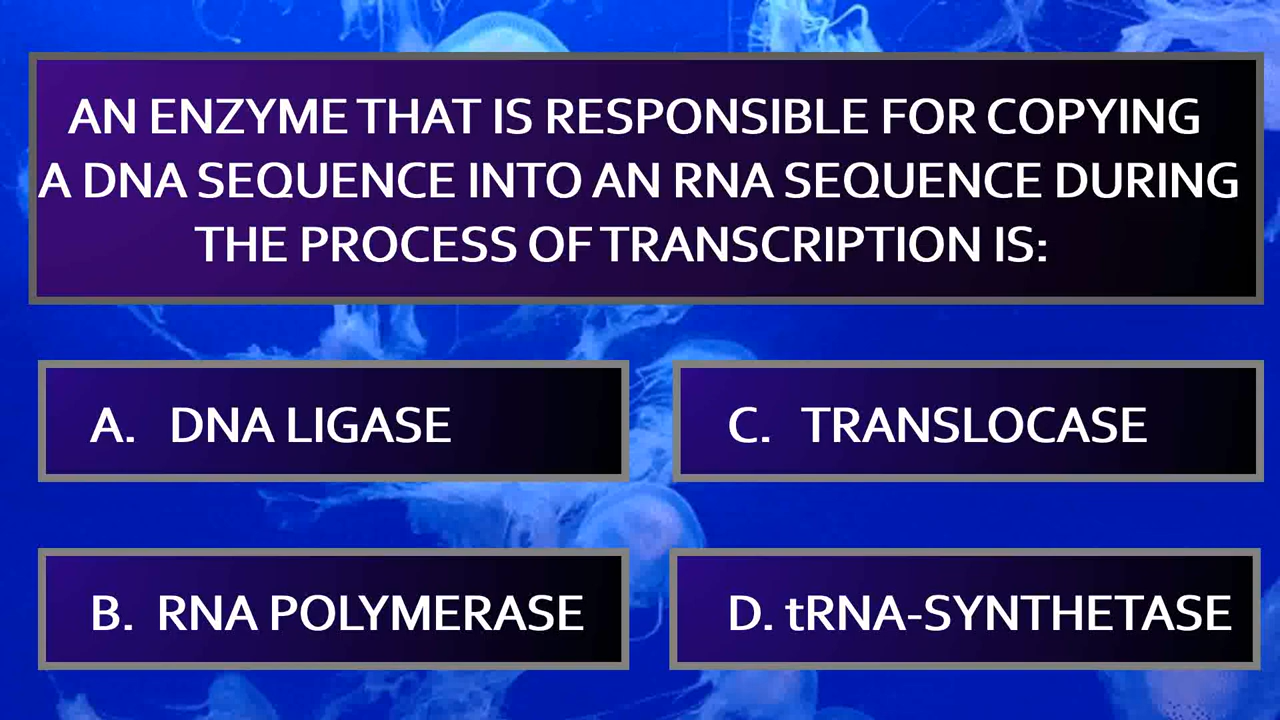 AN ENZYME THAT IS RESPONSIBLE FOR COPYING
A DNA SEQUENCE INTO AN RNA SEQUENCE DURING
THE PROCESS OF TRANSCRIPTION IS:
A. DNA LIGASE
C. TRANSLOCASE
B. RNA POLYMERASE
D. tRNA-SYNTHETASE